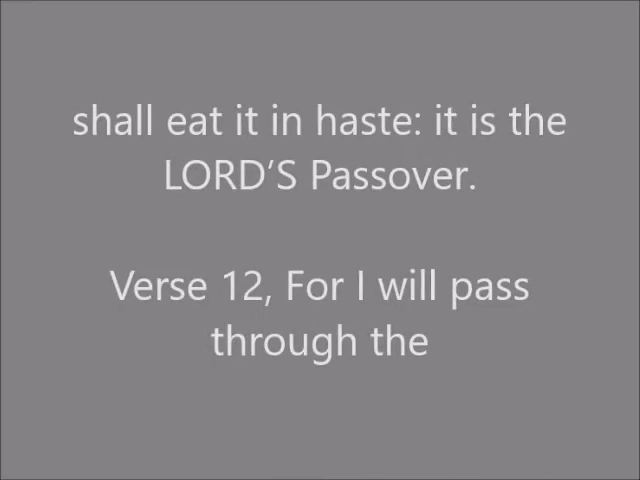 shall eat it in haste: it is the
LORD’S Passover.
Verse 12, For I will pass
through the